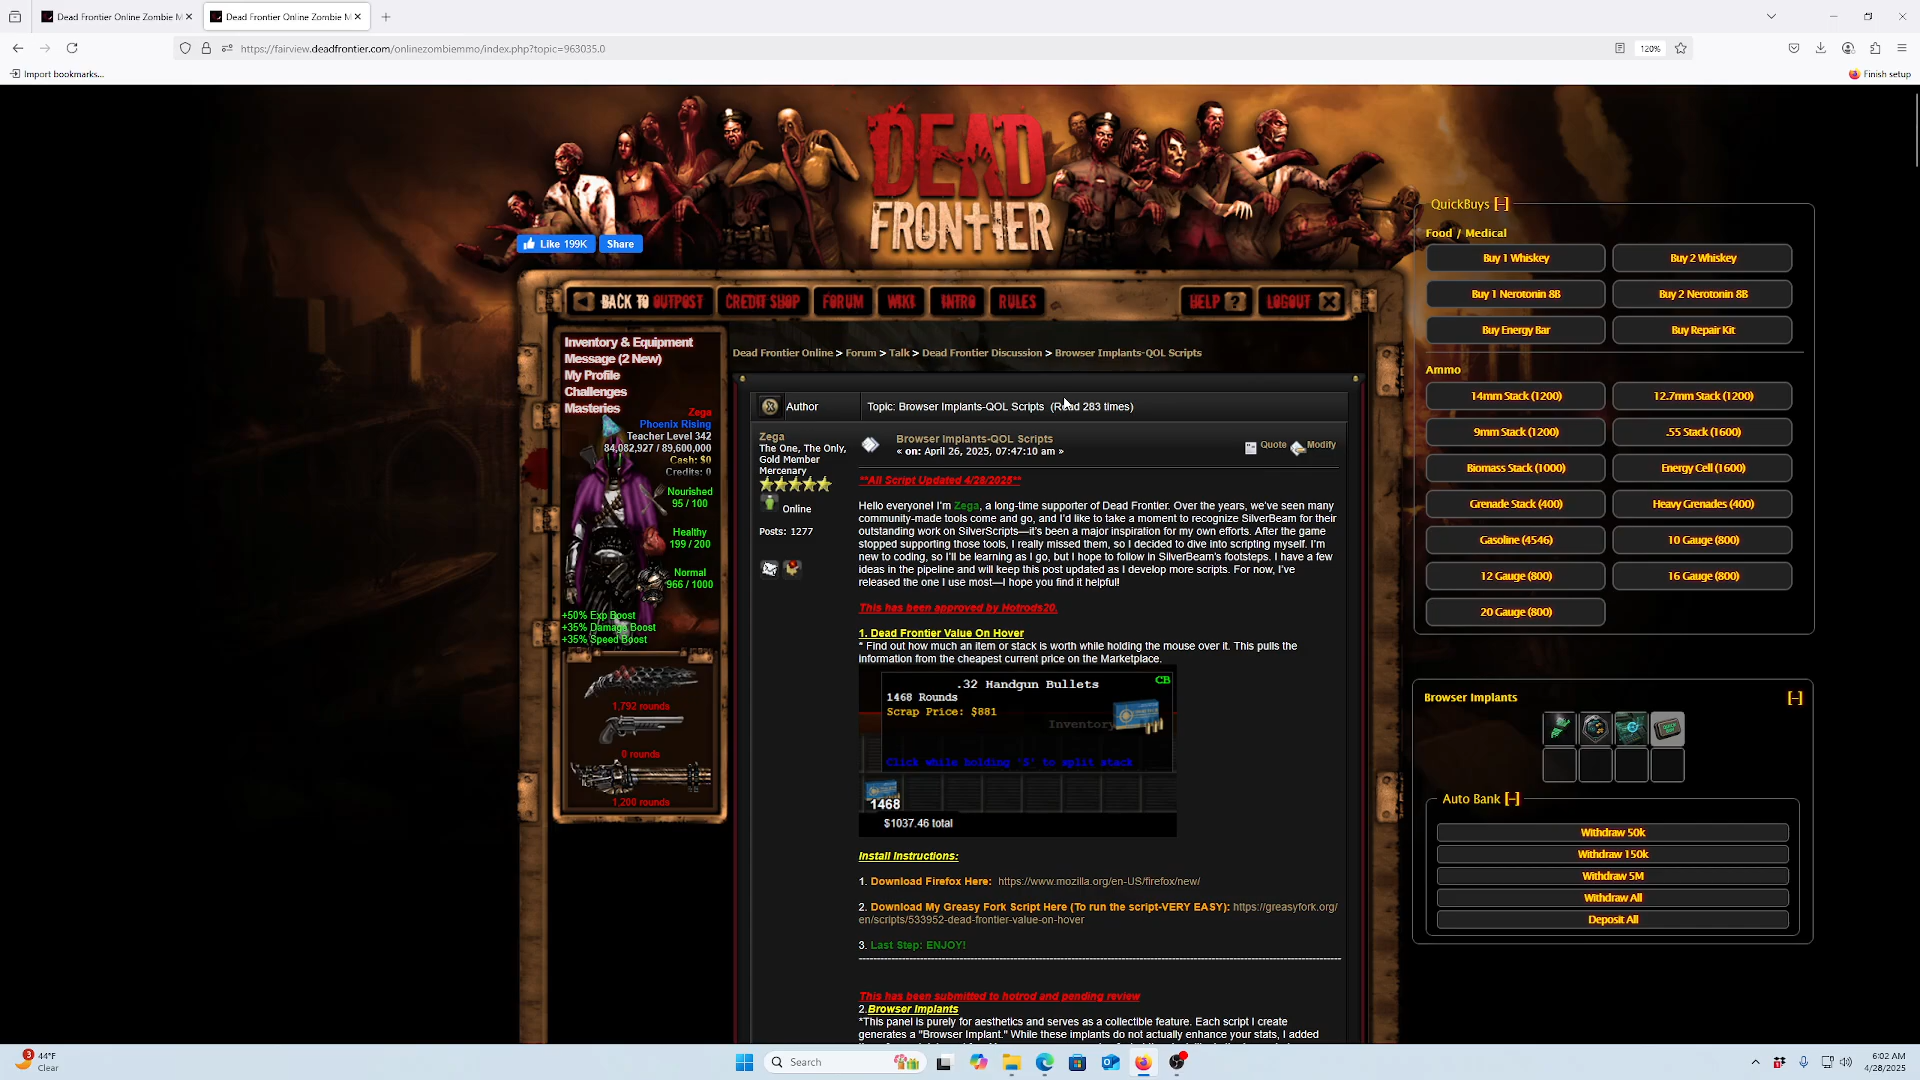 Dead Frontier Online Zombie M
Dead Frontier Online Zombie M
https://fairview.deadfrontier.com/onlinezombiemmo/index.php?topic=963035.0
120%
Import bookmarks...
Finish setup
DEAD FRONTIER
Like 199K
Share
BACK TO OUTPOST
CREDIT SHOP
FORUM
WIKI
INTRO
RULES
HELP ?
LOGOUT
Inventory & Equipment
Message (2 New)
My Profile
Challenges
Masteries
Zega
Phoenix Rising
Teacher Level 342
84,082,927 / 89,600,000
Cash: $0
Credits: 0
Nourished
95 / 100
Healthy
199 / 200
Normal
966 / 1000
+50% Exp Boost
+35% Damage Boost
+35% Speed Boost
1,792 rounds
0 rounds
1,200 rounds
Dead Frontier Online > Forum > Talk > Dead Frontier Discussion > Browser Implants-QOL Scripts
Author
Topic: Browser Implants-QOL Scripts (Read 283 times)
Zega
The One, The Only,
Gold Member
Mercenary
Online
Posts: 1277
Browser Implants-QOL Scripts
« on: April 26, 2025, 07:47:10 am »
Quote
Modify
**All Script Updated 4/28/2025**
Hello everyone! I'm Zega, a long-time supporter of Dead Frontier. Over the years, we've seen many
community-made tools come and go, and I'd like to take a moment to recognize SilverBeam for their
outstanding work on SilverScripts—it's been a major inspiration for my own efforts. After the game
stopped supporting those tools, I really missed them, so I decided to dive into scripting myself. I'm
new to coding, so I'll be learning as I go, but I hope to follow in SilverBeam's footsteps. I have a few
ideas in the pipeline and will keep this post updated as I develop more scripts. For now, I've
released the one I use most—I hope you find it helpful!
This has been approved by Hotrods20.
1. Dead Frontier Value On Hover
* Find out how much an item or stack is worth while holding the mouse over it. This pulls the
information from the cheapest current price on the Marketplace.
.32 Handgun Bullets
CB
1468 Rounds
Scrap Price: $881
Inventory
Click while holding 'S' to split stack
1468
$1037.46 total
Install Instructions:
1. Download Firefox Here: https://www.mozilla.org/en-US/firefox/new/
2. Download My Greasy Fork Script Here (To run the script-VERY EASY): https://greasyfork.org/
en/scripts/533952-dead-frontier-value-on-hover
3. Last Step: ENJOY!
This has been submitted to hotrod and pending review
2.Browser Implants
*This panel is purely for aesthetics and serves as a collectible feature. Each script I create
generates a "Browser Implant." While these implants do not actually enhance your stats, I added
QuickBuys [-]
Food / Medical
Buy 1 Whiskey
Buy 2 Whiskey
Buy 1 Nerotonin 8B
Buy 2 Nerotonin 8B
Buy Energy Bar
Buy Repair Kit
Ammo
14mm Stack (1200)
12.7mm Stack (1200)
9mm Stack (1200)
.55 Stack (1600)
Biomass Stack (1000)
Energy Cell (1600)
Grenade Stack (400)
Heavy Grenades (400)
Gasoline (4546)
10 Gauge (800)
12 Gauge (800)
16 Gauge (800)
20 Gauge (800)
Browser Implants
[-]
Auto Bank [-]
Withdraw 50k
Withdraw 150k
Withdraw 5M
Withdraw All
Deposit All
3
44°F
Clear
Search
6:02 AM
4/28/2025